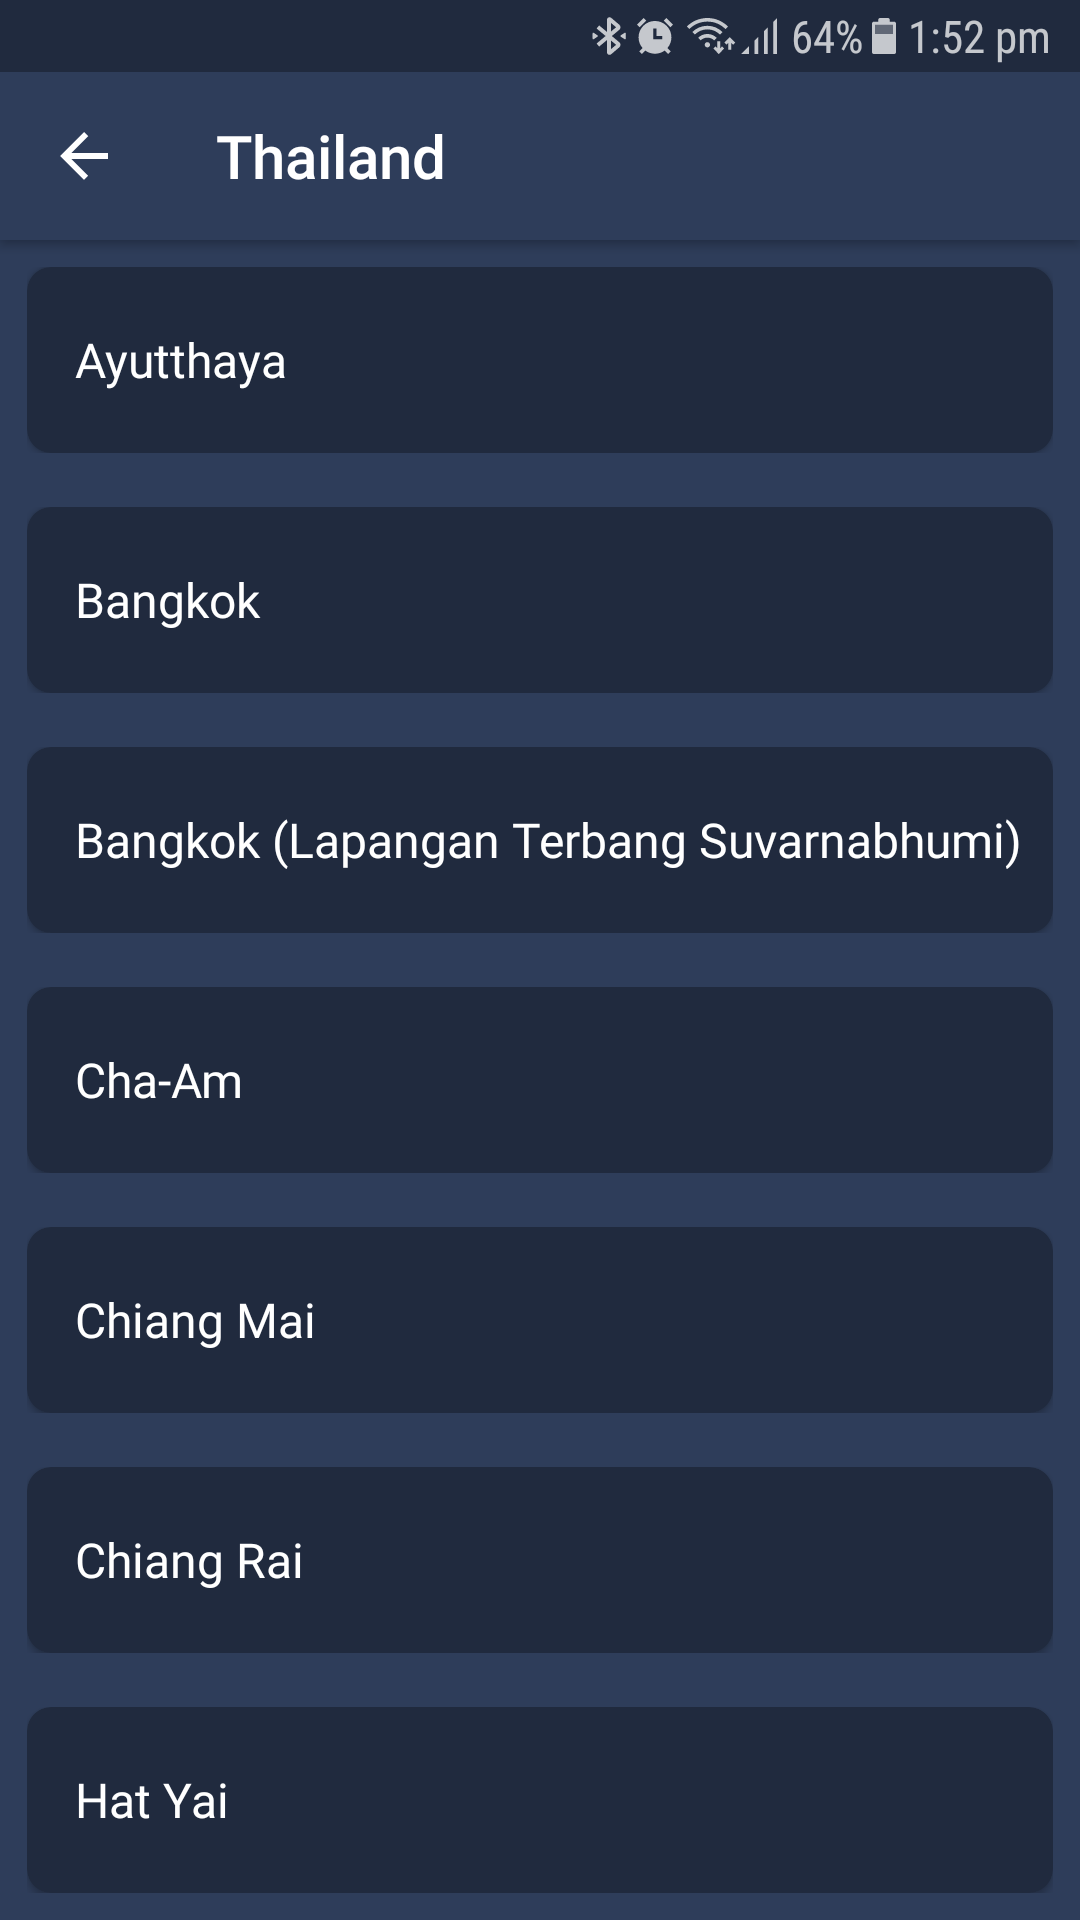 64% 1:52 pm
Thailand
Ayutthaya
Bangkok
Bangkok (Lapangan Terbang Suvarnabhumi)
Cha-Am
Chiang Mai
Chiang Rai
Hat Yai